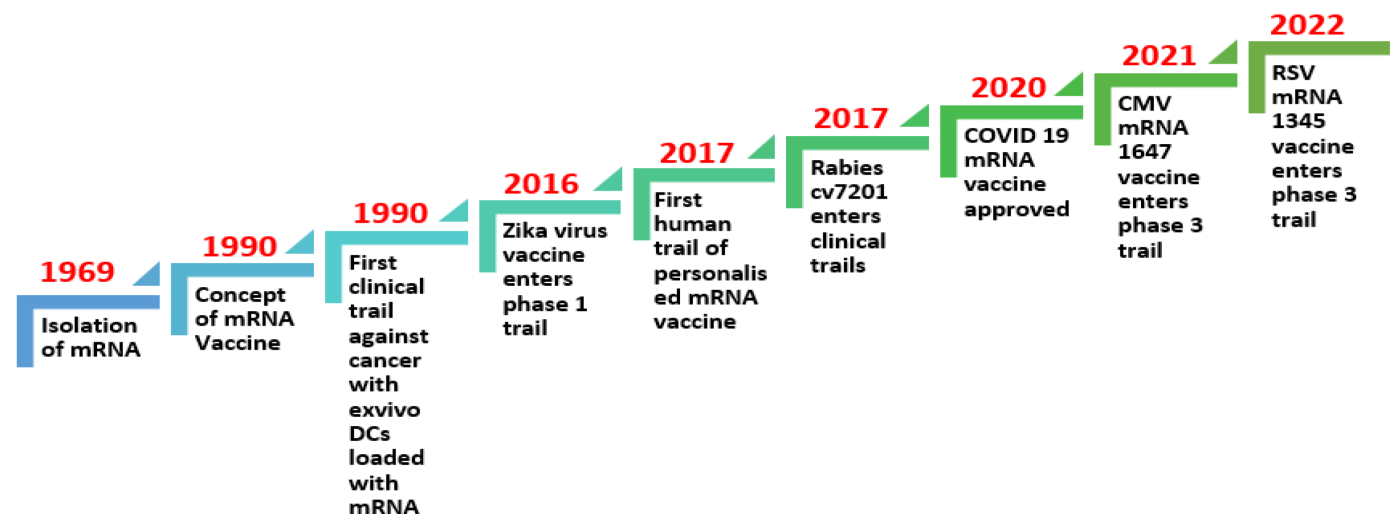 1969
Isolation
of mRNA
1990
Concept
of mRNA
Vaccine
1990
First
clinical
trail
against
cancer
with
exvivo
DCs
loaded
with
mRNA
2016
Zika virus
vaccine
enters
phase 1
trail
2017
First
human
trail of
personalis
ed mRNA
vaccine
2017
Rabies
cv7201
enters
clinical
trails
2020
COVID 19
mRNA
vaccine
approved
2021
CMV
mRNA
1647
vaccine
enters
phase 3
trail
2022
RSV
mRNA
1345
vaccine
enters
phase 3
trail